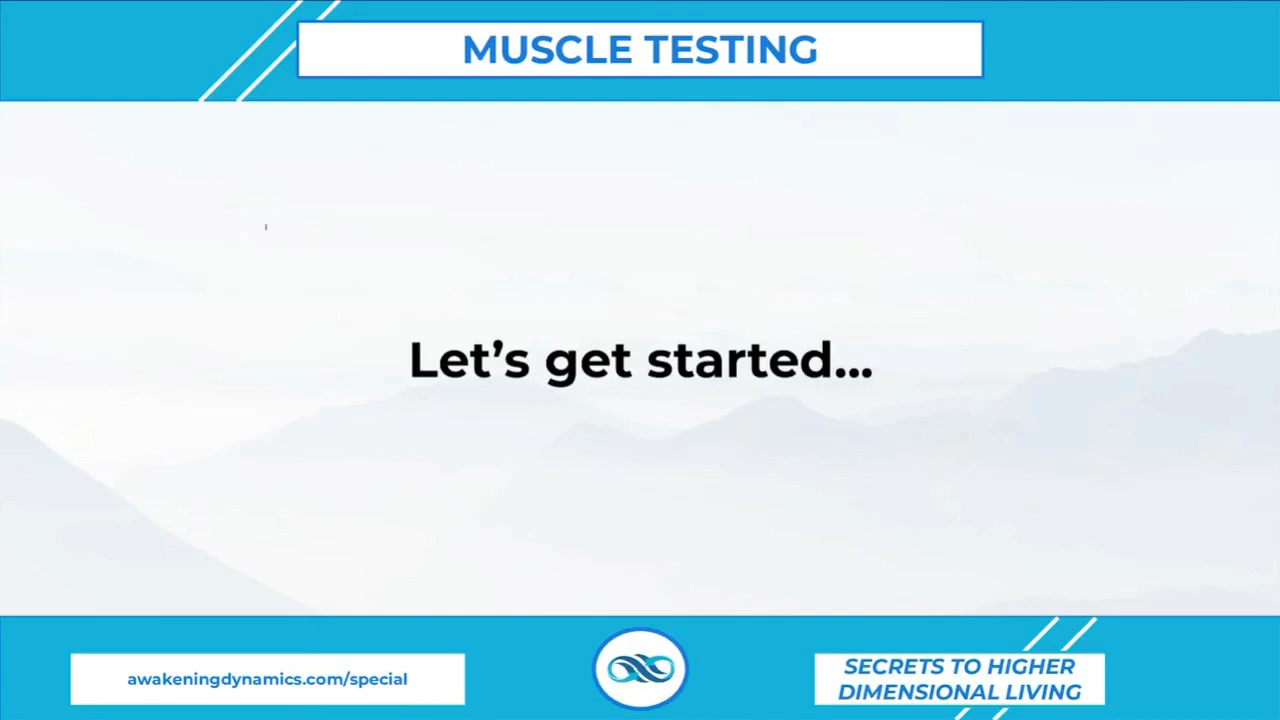 MUSCLE TESTING
Let’s get started...
awakeningdynamics.com/special
SECRETS TO HIGHER
DIMENSIONAL LIVING